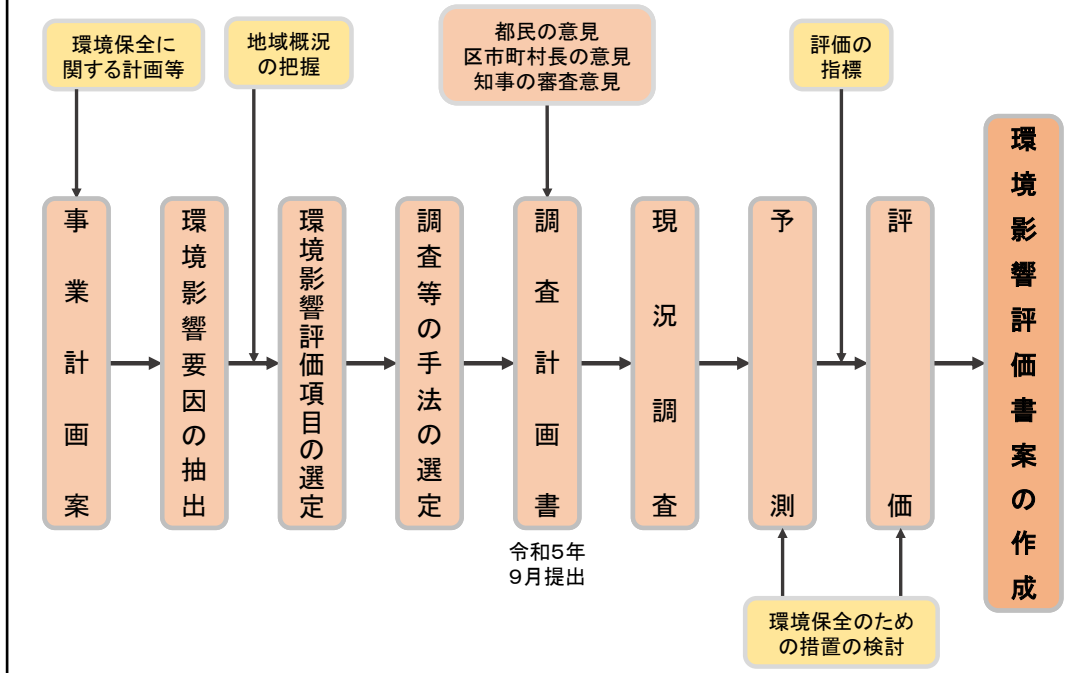 環境保全に
関する計画等
地域概況
の把握
都民の意見
区市町村長の意見
知事の審査意見
評価の
指標
事業計画案
環境影響要因の抽出
環境影響評価項目の選定
調査等の手法の選定
調査計画書
現況調査
予測
評価
環境影響評価書案の作成
令和5年
9月提出
環境保全のため
の措置の検討